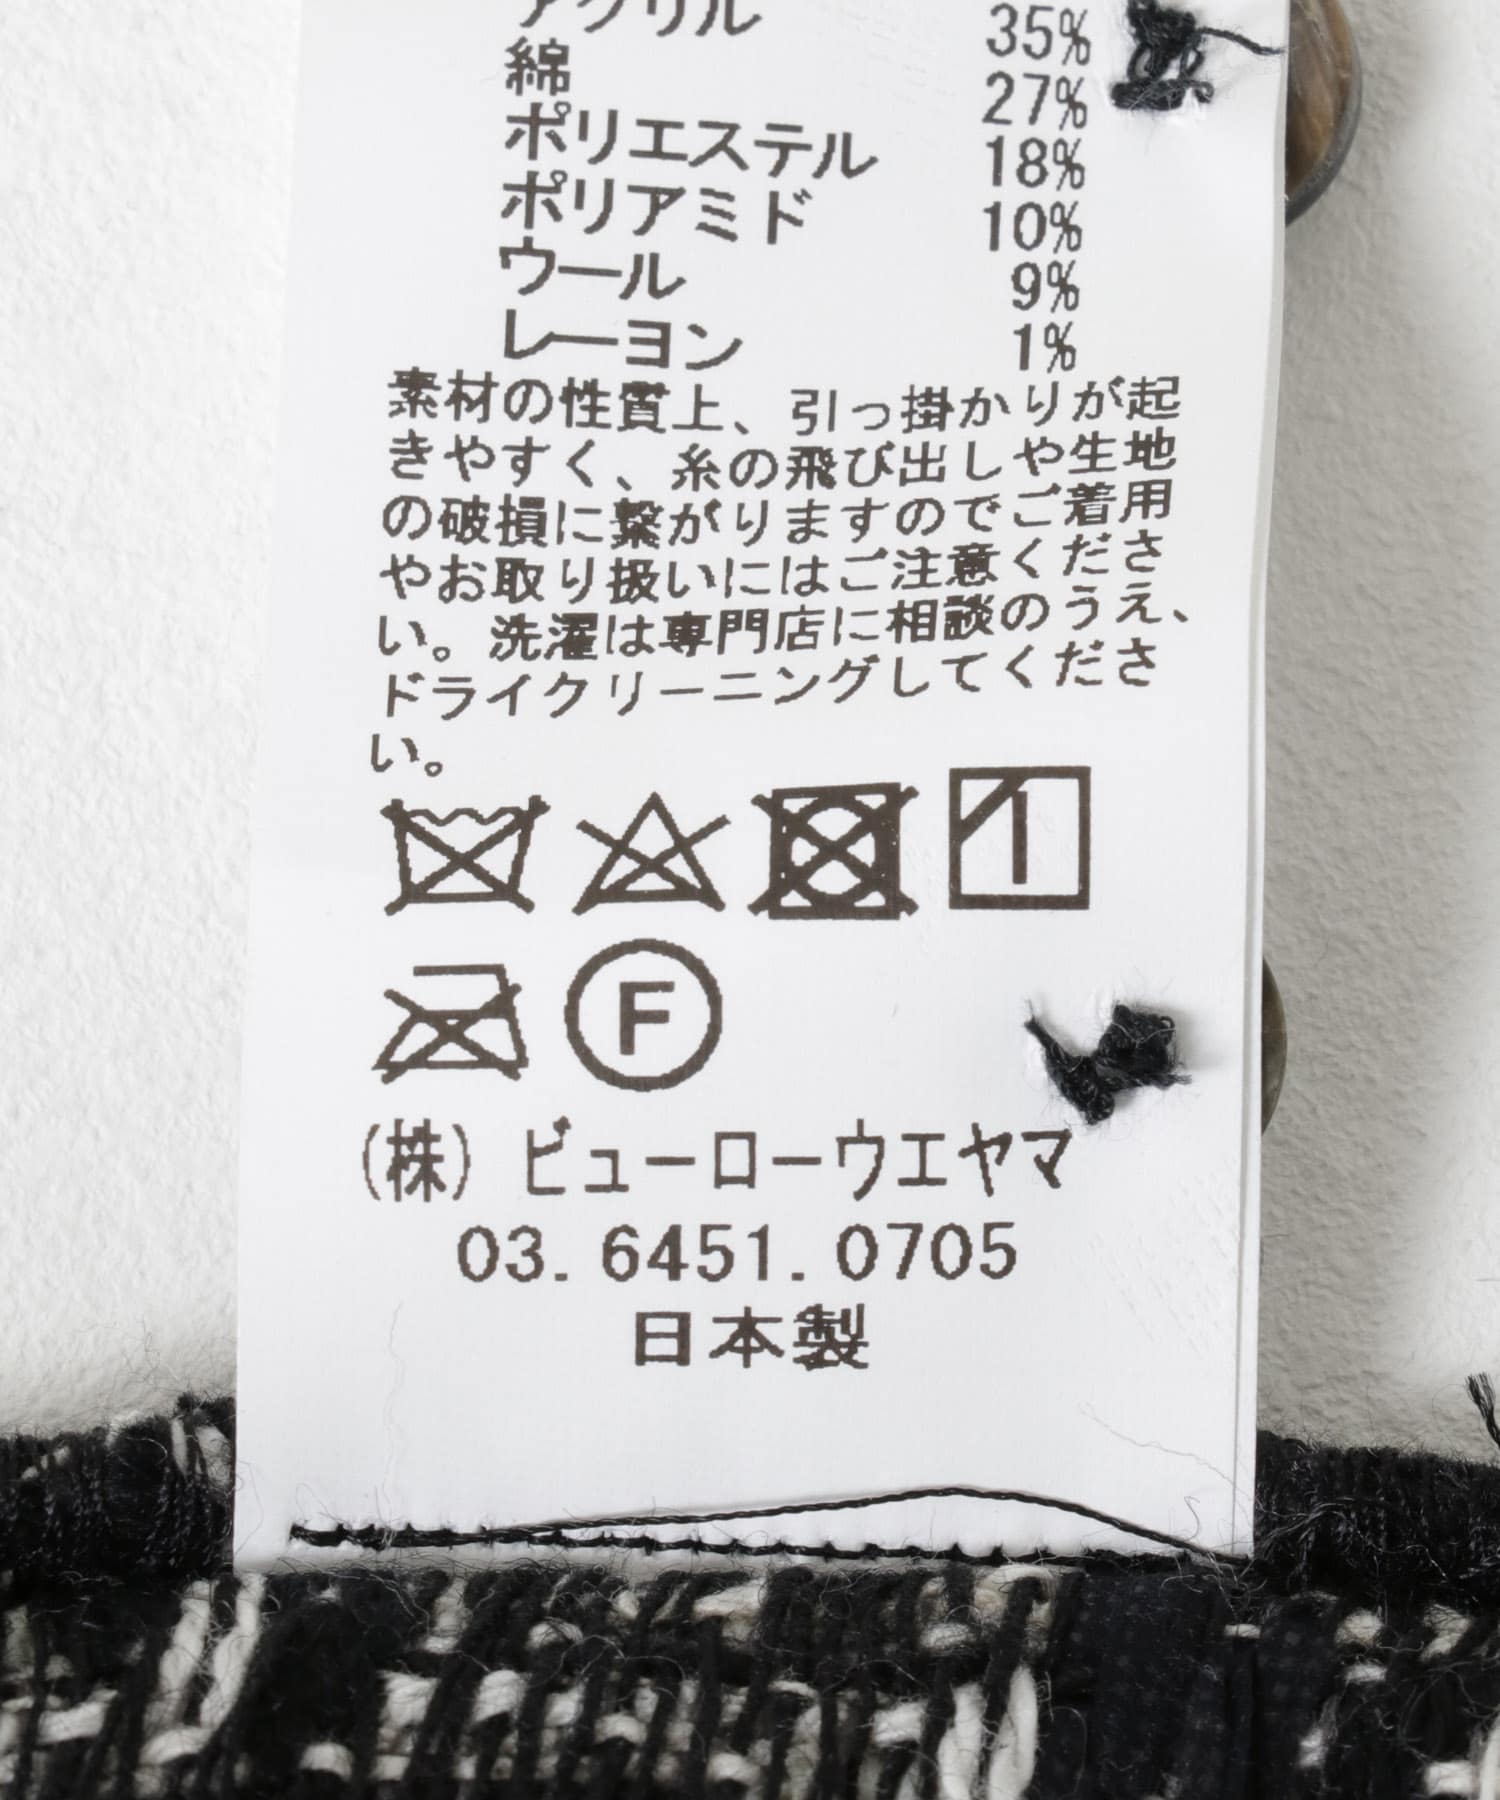 アクリル 35%
綿 27%
ポリエステル 18%
ポリアミド 10%
ウール 9%
レーヨン 1%
素材の性質上、引っ掛かりが起
きやすく、糸の飛び出しや生地
の破損に繋がりますのでご着用
やお取り扱いにはご注意くださ
い。洗濯は専門店に相談のうえ、
ドライクリーニングしてくださ
い。
F
(株) ビューローウエヤマ
03. 6451. 0705
日本製